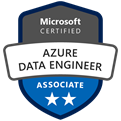 Microsoft
CERTIFIED
AZURE
DATA ENGINEER
ASSOCIATE